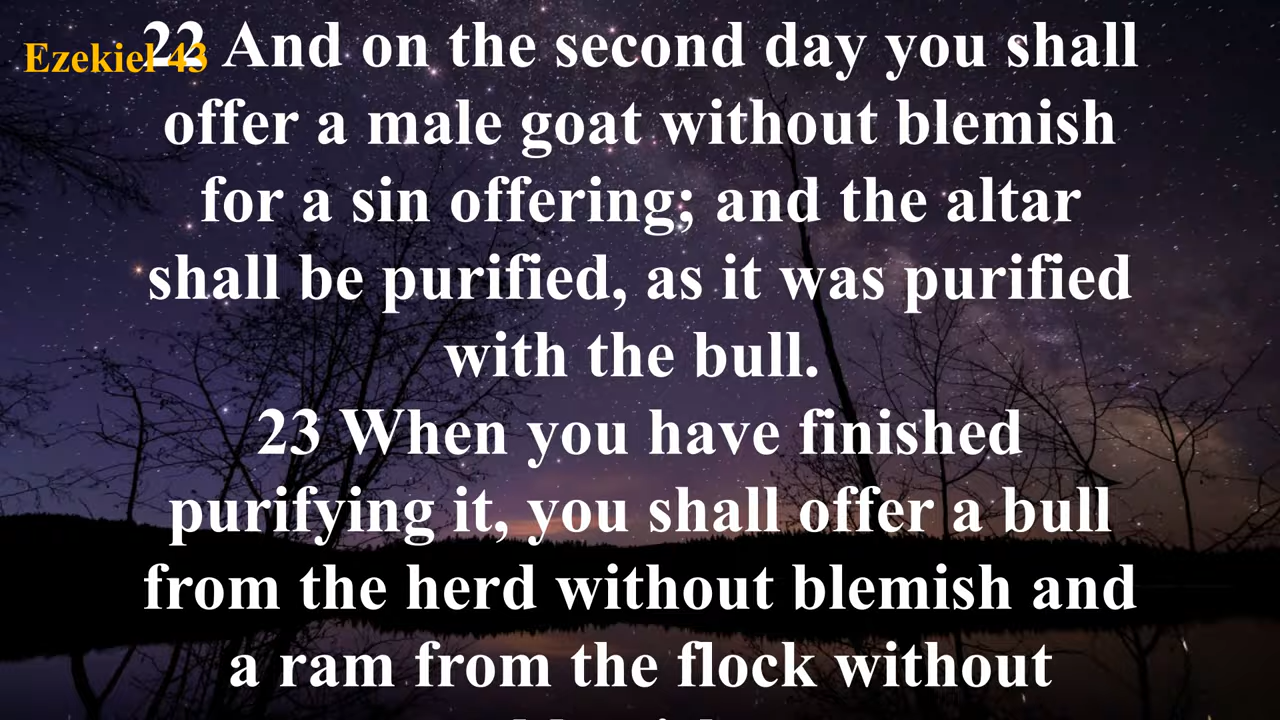 Ezekiel 43
22 And on the second day you shall
offer a male goat without blemish
for a sin offering; and the altar
shall be purified, as it was purified
with the bull.
23 When you have finished
purifying it, you shall offer a bull
from the herd without blemish and
a ram from the flock without